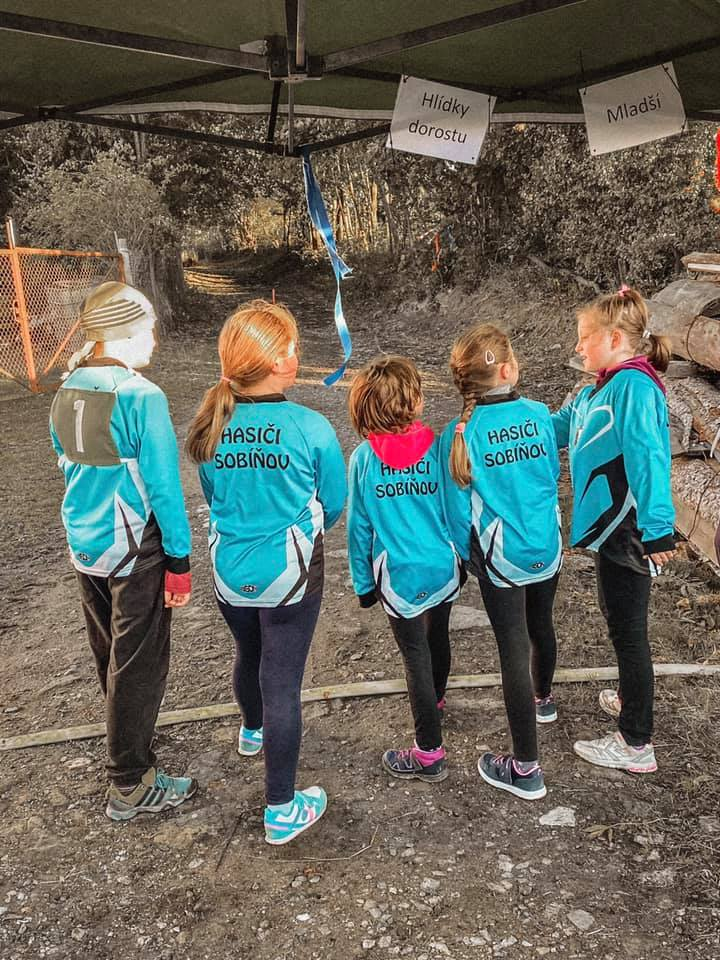 Hlídky
dorostu
Mladší
1
HASIČI
SOBÍŇOV
HASIČI
SOBÍŇOV
HASIČI
SOBÍŇOV